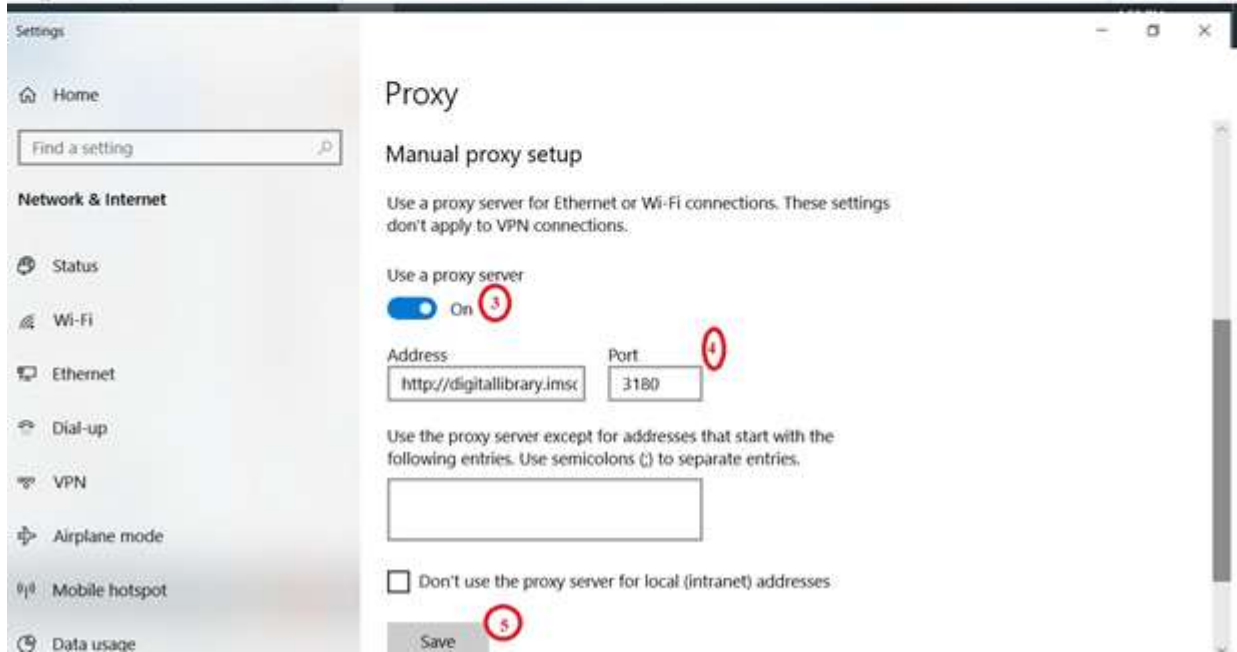 Settings
Home
Find a setting
Network & Internet
Status
Wi-Fi
Ethernet
Dial-up
VPN
Airplane mode
Mobile hotspot
Data usage
Proxy
Manual proxy setup
Use a proxy server for Ethernet or Wi-Fi connections. These settings
don't apply to VPN connections.
Use a proxy server
On 3
Address Port 4
http://digitallibrary.imsc 3180
Use the proxy server except for addresses that start with the
following entries. Use semicolons (;) to separate entries.
Don't use the proxy server for local (intranet) addresses
Save 5